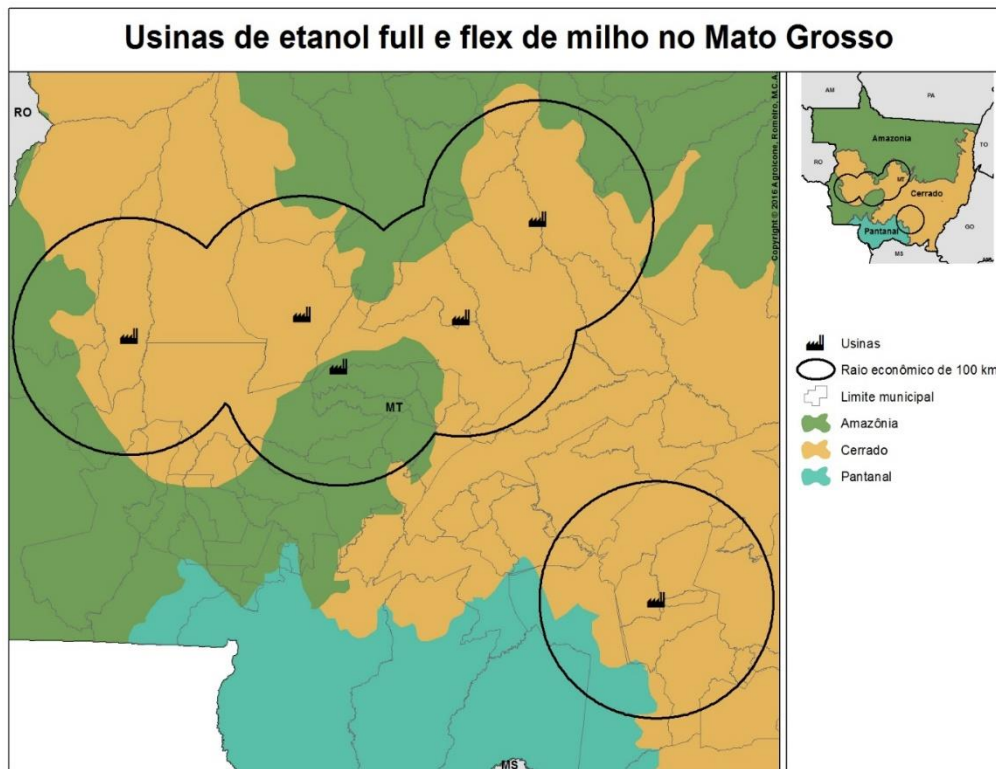 Usinas de etanol full e flex de milho no Mato Grosso
RO
MT
MS
Copyright © 2016 Agroicone, Romeiro, M.C.A.
AM
PA
TO
RO
Amazonia
MT
Cerrado
GO
Pantanal
MS
Usinas
Raio econômico de 100 km
Limite municipal
Amazônia
Cerrado
Pantanal